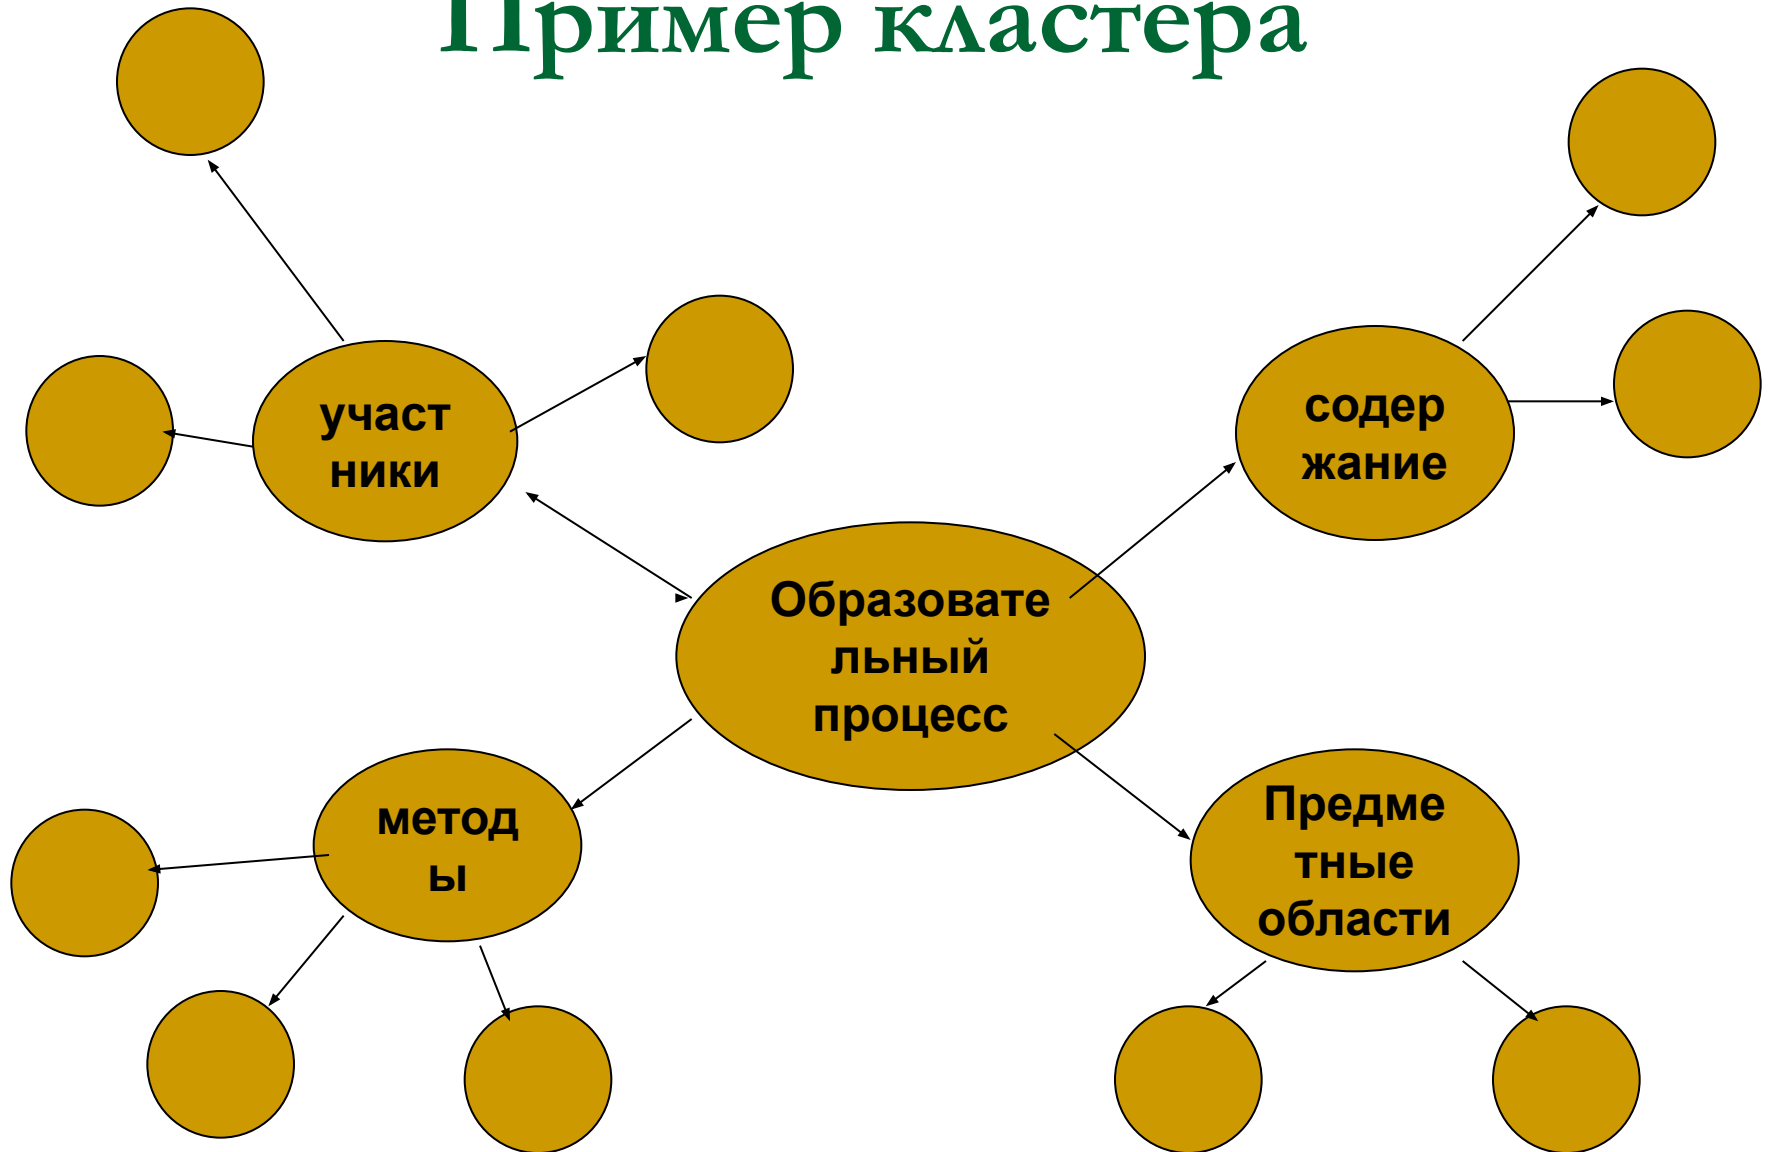 Пример кластера
участ
ники
содер
жание
Образовате
льный
процесс
метод
ы
Предме
тные
области